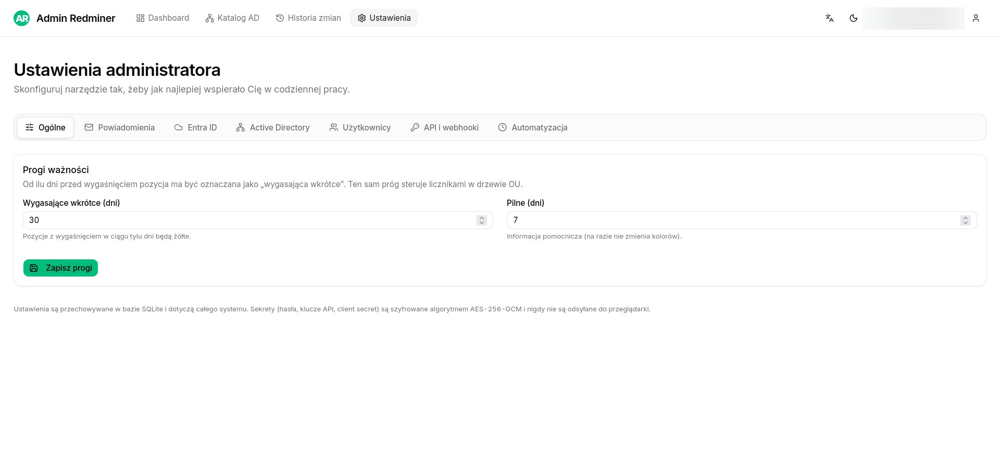 AR Admin Redminer Dashboard Katalog AD Historia zmian Ustawienia
Ustawienia administratora
Skonfiguruj narzędzie tak, żeby jak najlepiej wspierało Cię w codziennej pracy.
Ogólne Powiadomienia Entra ID Active Directory Użytkownicy API i webhooki Automatyzacja
Progi ważności
Od ilu dni przed wygaśnięciem pozycja ma być oznaczana jako „wygasająca wkrótce”. Ten sam próg steruje licznikami w drzewie OU.
Wygasające wkrótce (dni) Pilne (dni)
30 7
Pozycje z wygaśnięciem w ciągu tylu dni będą żółte. Informacja pomocnicza (na razie nie zmienia kolorów).
Zapisz progi
Ustawienia są przechowywane w bazie SQLite i dotyczą całego systemu. Sekrety (hasła, klucze API, client secret) są szyfrowane algorytmem AES-256-GCM i nigdy nie są odsyłane do przeglądarki.